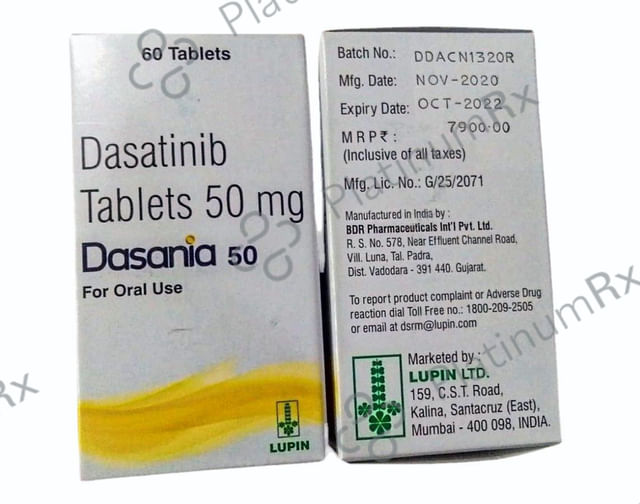 60 Tablets
Dasatinib
Tablets 50 mg
Dasania 50
For Oral Use
LUPIN
Batch No.: DDACN1320R
Mfg. Date: NOV-2020
Expiry Date: OCT-2022
MRP ₹ : 7900.00
(Inclusive of all taxes)
Mfg. Lic. No.: G/25/2071
Manufactured in India by :
BDR Pharmaceuticals Int'l Pvt. Ltd.
R. S. No. 578, Near Effluent Channel Road,
Vill. Luna, Tal. Padra,
Dist. Vadodara - 391 440. Gujarat.
To report product complaint or Adverse Drug
reaction dial Toll Free no.: 1800-209-2505
or email at dsrm@lupin.com
Marketed by :
LUPIN LTD.
159, C.S.T. Road,
Kalina, Santacruz (East),
Mumbai - 400 098, INDIA.
PlatinumRx
PlatinumRx
Rx